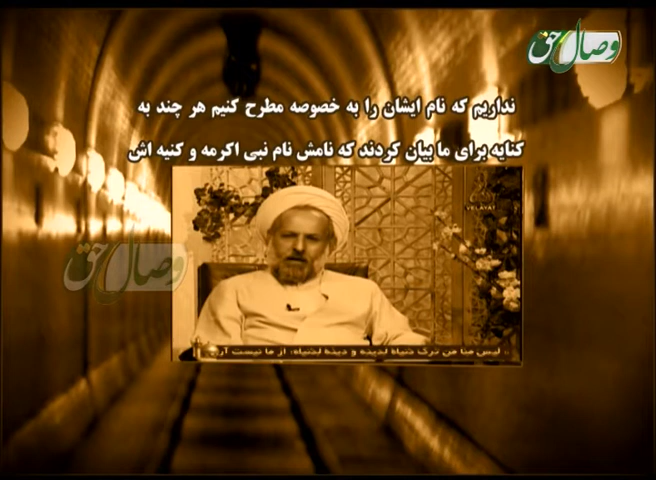 وصال حق
نداریم که نام ایشان را به خصوصه مطرح کنیم هر چند به
کنایه برای ما بیان کردند که نامش نام نبی اکرمه و کنیه اش
VELAYAT
وصال حق
لیس منا من ترک دنیاه لدینه و دینه لدنیاه: از ما نیست آن